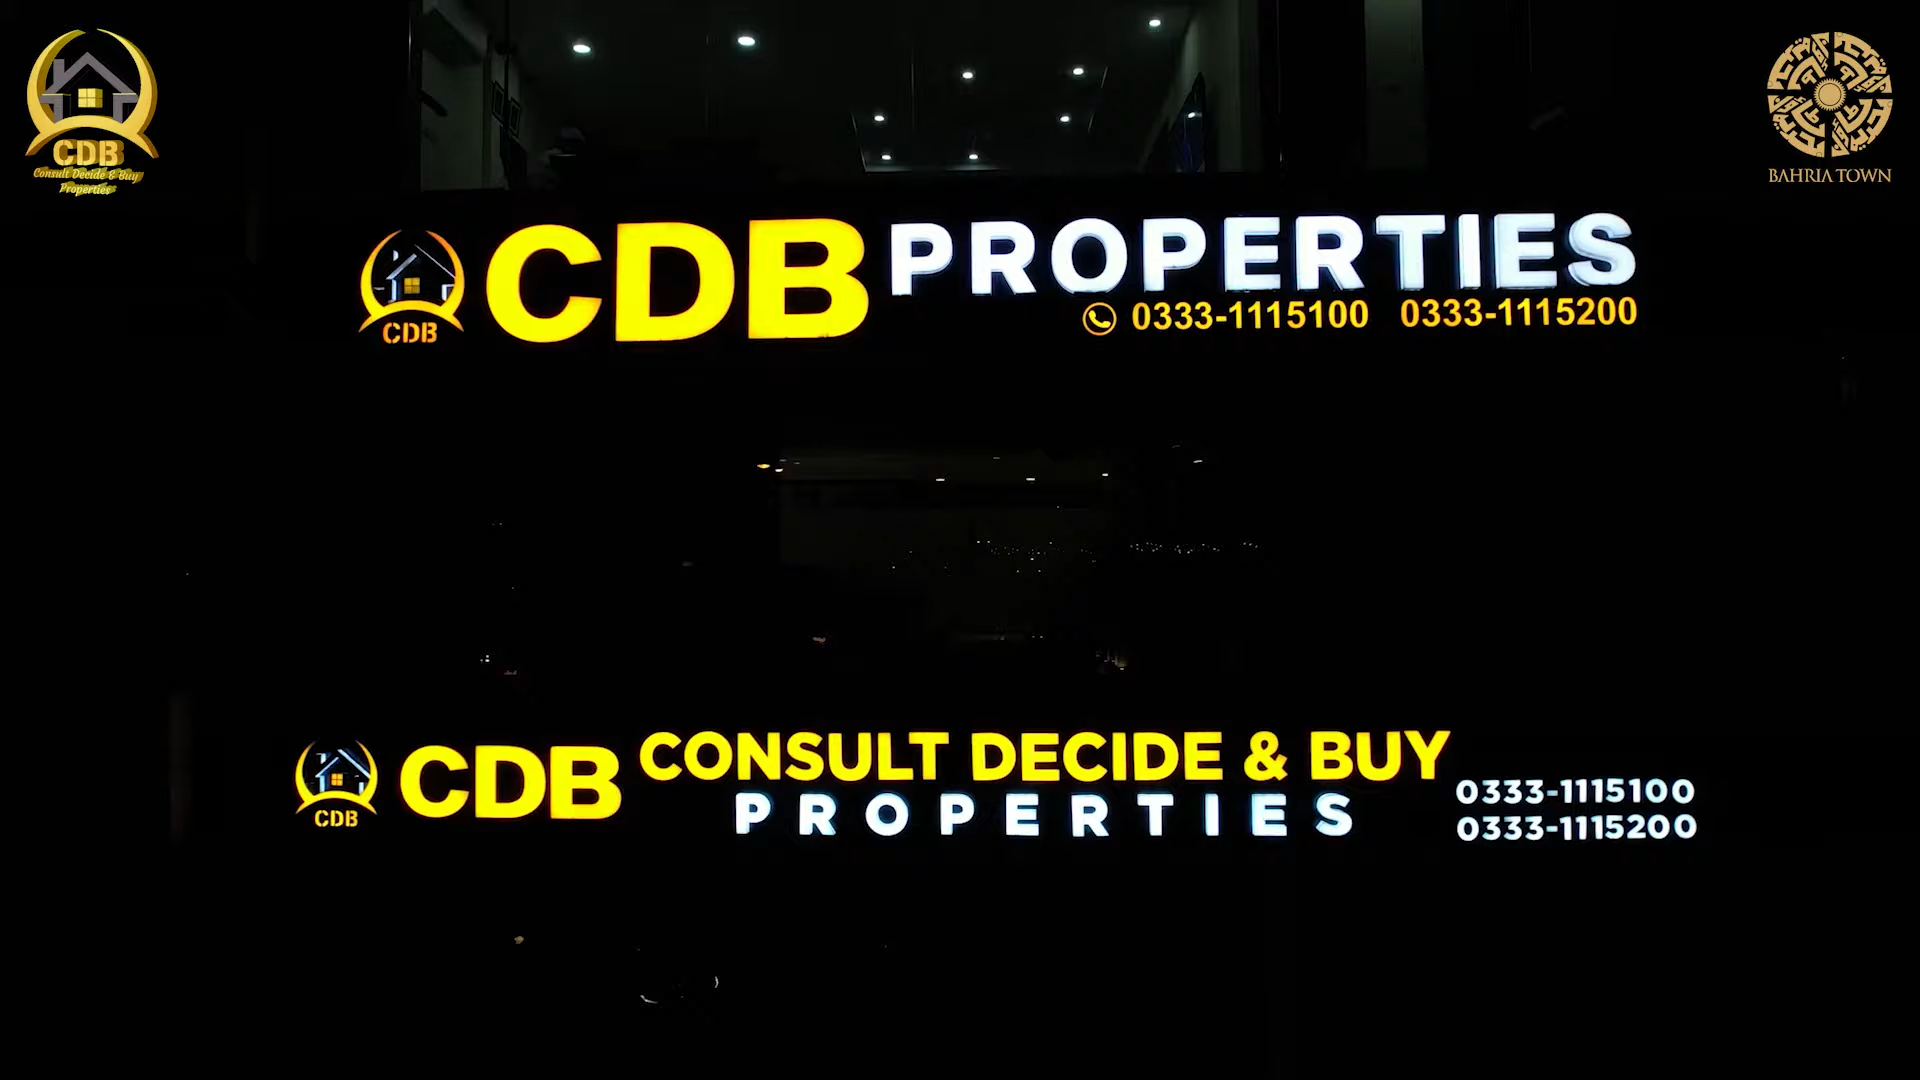 CDB
Consult Decide & Buy
Properties
BAHRIA TOWN
CDB
CDB PROPERTIES
0333-1115100 0333-1115200
CDB
CDB CONSULT DECIDE & BUY
PROPERTIES
0333-1115100
0333-1115200